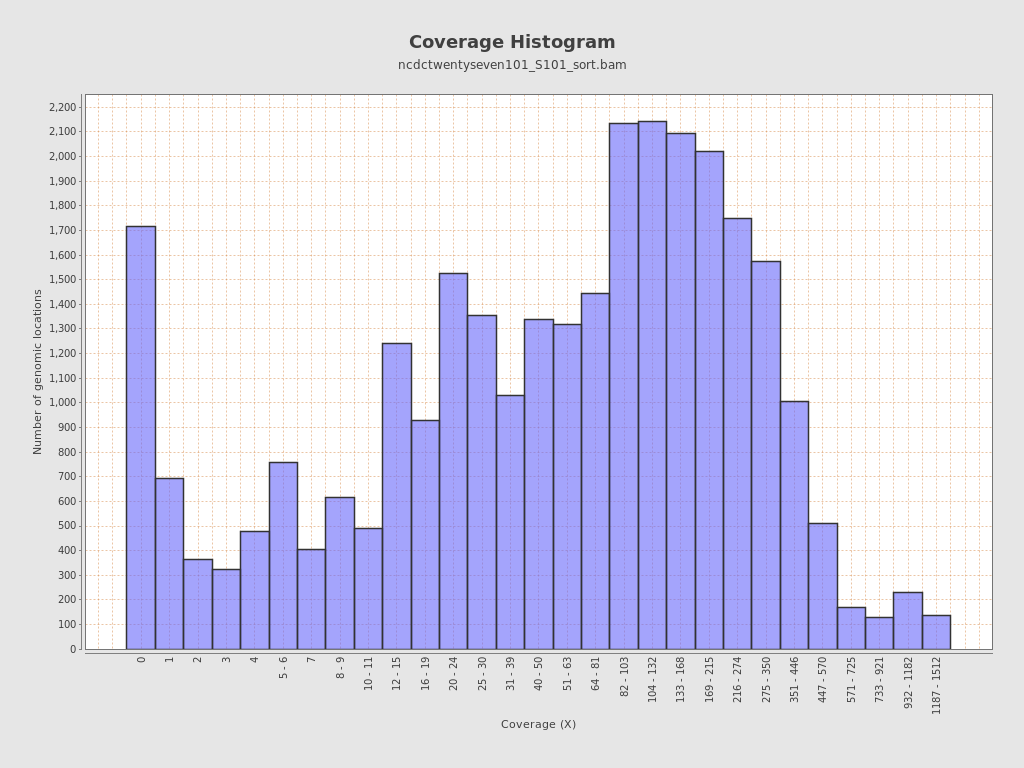 Coverage Histogram
ncdctwentyseven101_S101_sort.bam
Number of genomic locations
2,200
2,100
2,000
1,900
1,800
1,700
1,600
1,500
1,400
1,300
1,200
1,100
1,000
900
800
700
600
500
400
300
200
100
0
0
1
2
3
4
5 - 6
7
8 - 9
10 - 11
12 - 15
16 - 19
20 - 24
25 - 30
31 - 39
40 - 50
51 - 63
64 - 81
82 - 103
104 - 132
133 - 168
169 - 215
216 - 274
275 - 350
351 - 446
447 - 570
571 - 725
733 - 921
932 - 1182
1187 - 1512
Coverage (X)